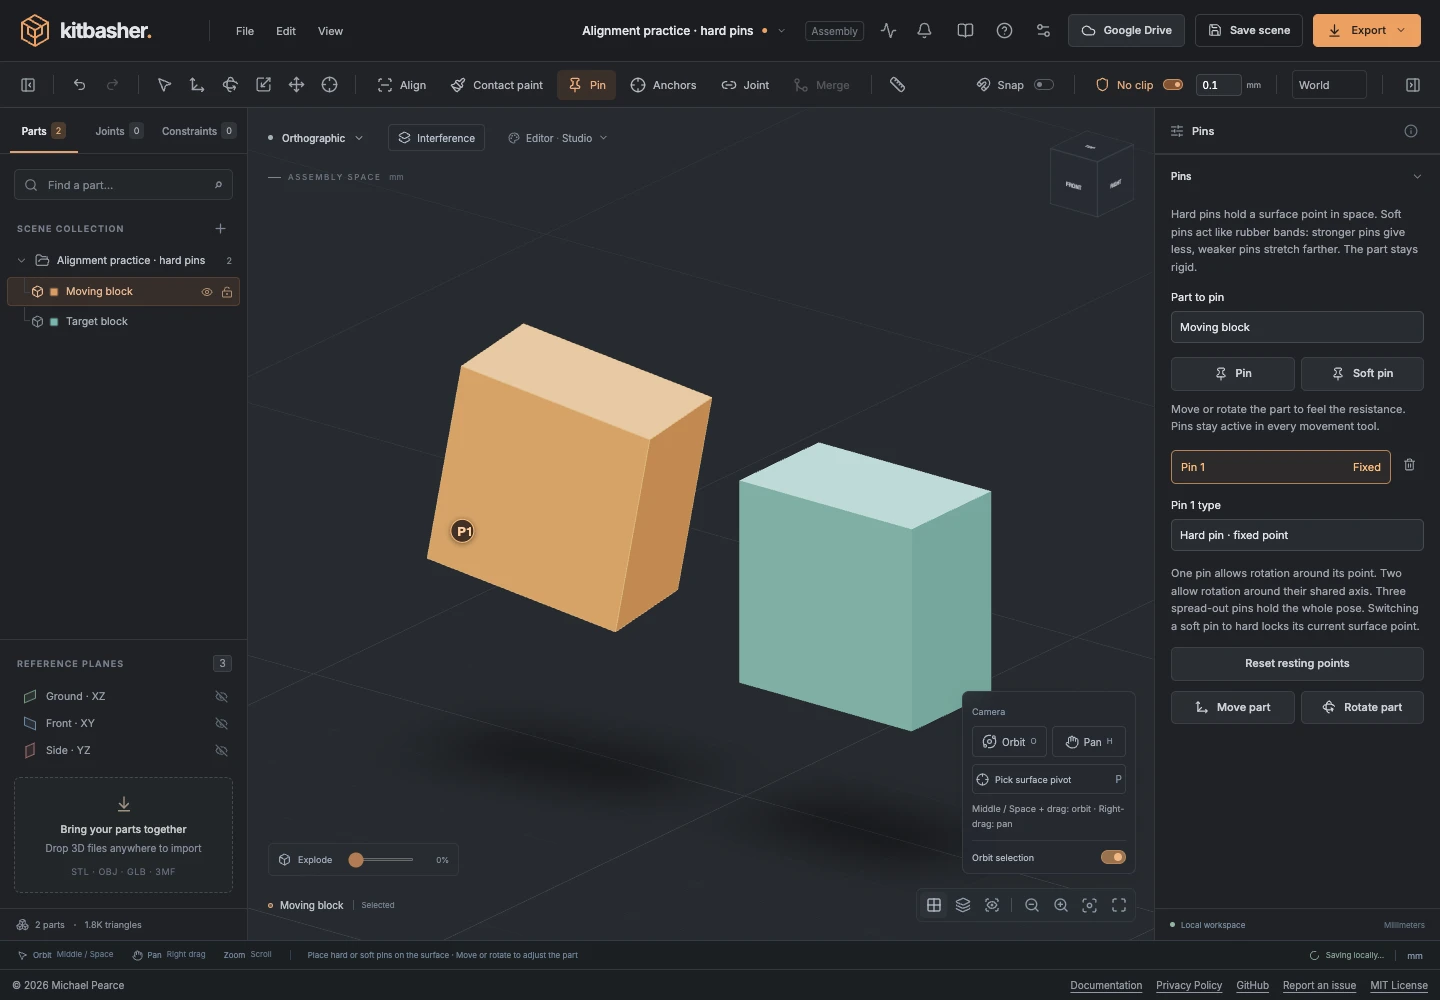 kitbasher.
File Edit View
Alignment practice · hard pins
Assembly
Google Drive
Save scene
Export
Align
Contact paint
Pin
Anchors
Joint
Merge
Snap
No clip
0.1
mm
World
Parts 2
Joints 0
Constraints 0
Find a part...
SCENE COLLECTION
Alignment practice · hard pins 2
Moving block
Target block
REFERENCE PLANES 3
Ground · XZ
Front · XY
Side · YZ
Bring your parts together
Drop 3D files anywhere to import
STL · OBJ · GLB · 3MF
2 parts · 1.8K triangles
Orthographic
Interference
Editor · Studio
ASSEMBLY SPACE mm
FRONT
RIGHT
P1
Camera
Orbit O
Pan H
Pick surface pivot P
Middle / Space + drag: orbit · Right-
drag: pan
Orbit selection
Explode 0%
Moving block Selected
Pins
Pins
Hard pins hold a surface point in space. Soft
pins act like rubber bands: stronger pins give
less, weaker pins stretch farther. The part stays
rigid.
Part to pin
Moving block
Pin
Soft pin
Move or rotate the part to feel the resistance.
Pins stay active in every movement tool.
Pin 1 Fixed
Pin 1 type
Hard pin · fixed point
One pin allows rotation around its point. Two
allow rotation around their shared axis. Three
spread-out pins hold the whole pose. Switching
a soft pin to hard locks its current surface point.
Reset resting points
Move part
Rotate part
Local workspace
Millimeters
Orbit Middle / Space
Pan Right drag
Zoom Scroll
Place hard or soft pins on the surface · Move or rotate to adjust the part
Saving locally...
mm
© 2026 Michael Pearce
Documentation Privacy Policy GitHub Report an issue MIT License